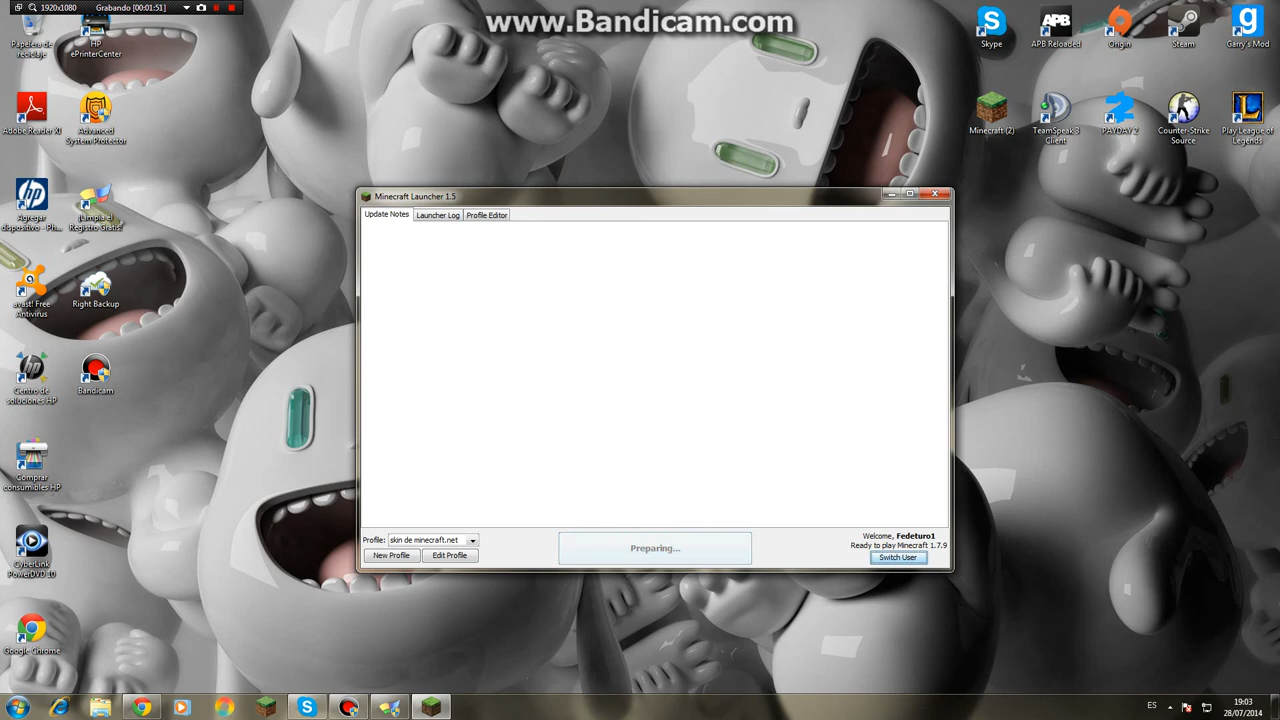 1920x1080
Grabando [00:01:51]
www.Bandicam.com
Papelera de
reciclaje
HP
ePrinterCenter
Skype
APB Reloaded
Origin
Steam
Garry's Mod
Adobe Reader XI
Advanced
System Protector
Minecraft (2)
TeamSpeak 3
Client
PAYDAY 2
Counter-Strike
Source
Play League of
Legends
Agregar
dispositivo - Ph...
¡Limpia el
Registro Gratis!
avast! Free
Antivirus
Right Backup
Centro de
soluciones HP
Bandicam
Comprar
consumibles HP
CyberLink
PowerDVD 10
Google Chrome
Minecraft Launcher 1.5
Update Notes
Launcher Log
Profile Editor
Profile:
skin de minecraft.net
New Profile
Edit Profile
Preparing...
Welcome, Fedeturo1
Ready to play Minecraft 1.7.9
Switch User
ES
19:03
28/07/2014